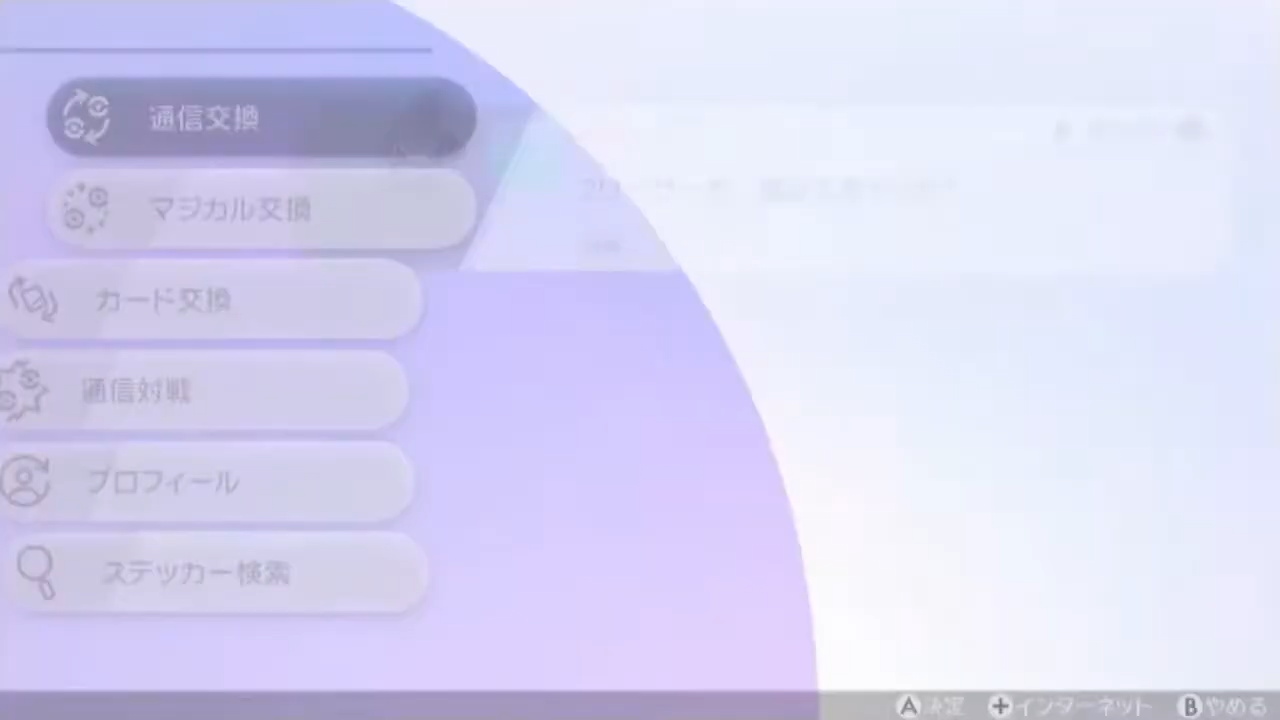 通信交換
マジカル交換
カード交換
通信対戦
プロフィール
ステッカー検索
A 決定 + インターネット B やめる